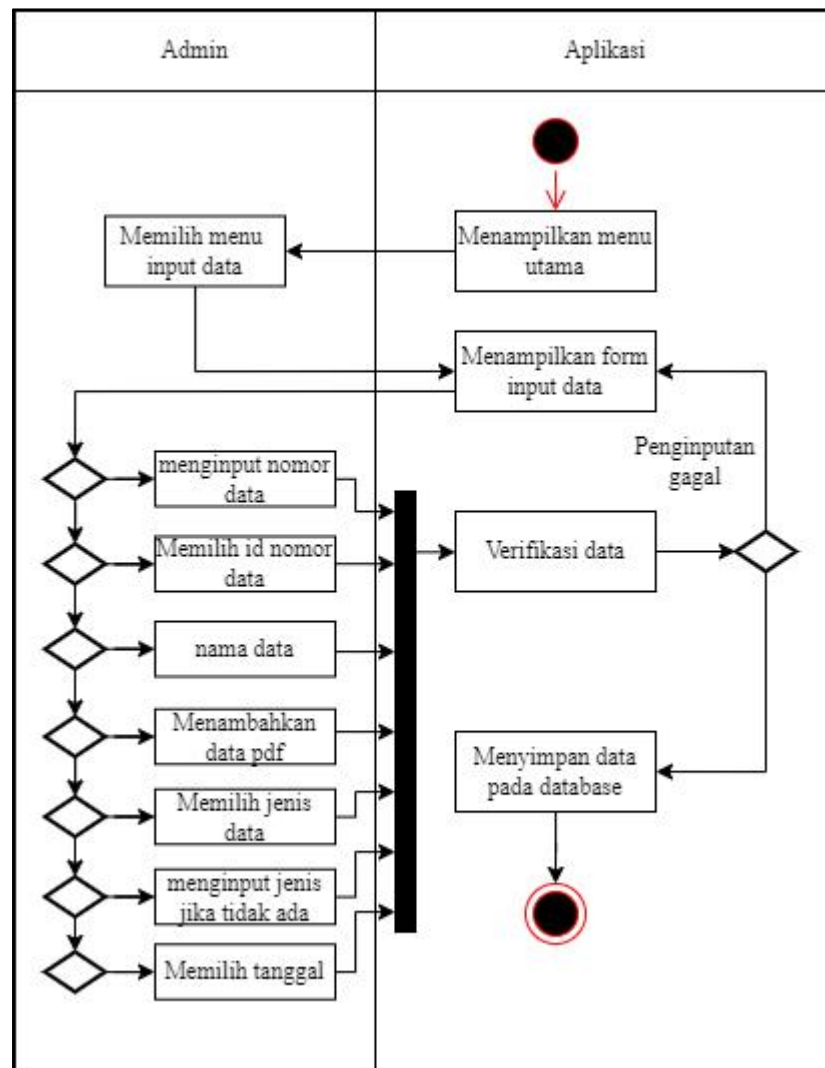 Admin
Aplikasi
Menampilkan menu
utama
Memilih menu
input data
Menampilkan form
input data
Penginputan
gagal
menginput nomor
data
Memilih id nomor
data
nama data
Menambahkan
data pdf
Memilih jenis
data
menginput jenis
jika tidak ada
Memilih tanggal
Verifikasi data
Menyimpan data
pada database